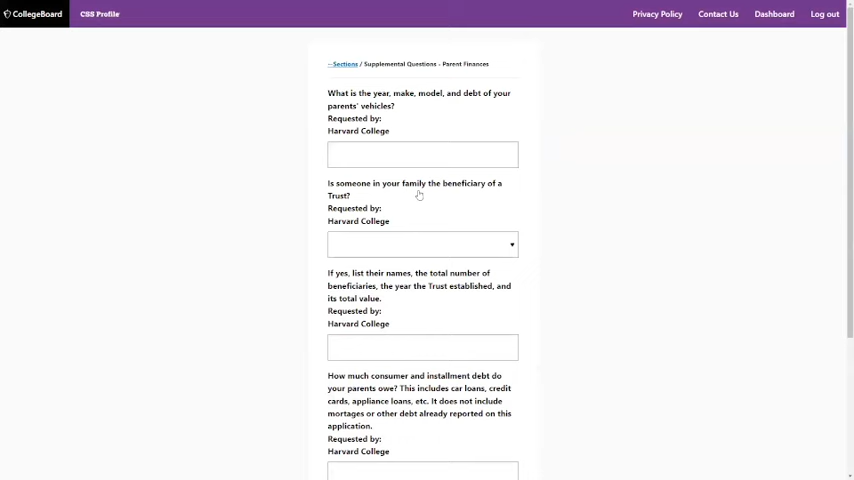 CollegeBoard
CSS Profile
Privacy Policy
Contact Us
Dashboard
Log out
Sections / Supplemental Questions - Parent Finances
What is the year, make, model, and debt of your
parents' vehicles?
Requested by:
Harvard College
Is someone in your family the beneficiary of a
Trust?
Requested by:
Harvard College
If yes, list their names, the total number of
beneficiaries, the year the Trust established, and
its total value.
Requested by:
Harvard College
How much consumer and installment debt do
your parents owe? This includes car loans, credit
cards, appliance loans, etc. It does not include
mortages or other debt already reported on this
application.
Requested by:
Harvard College